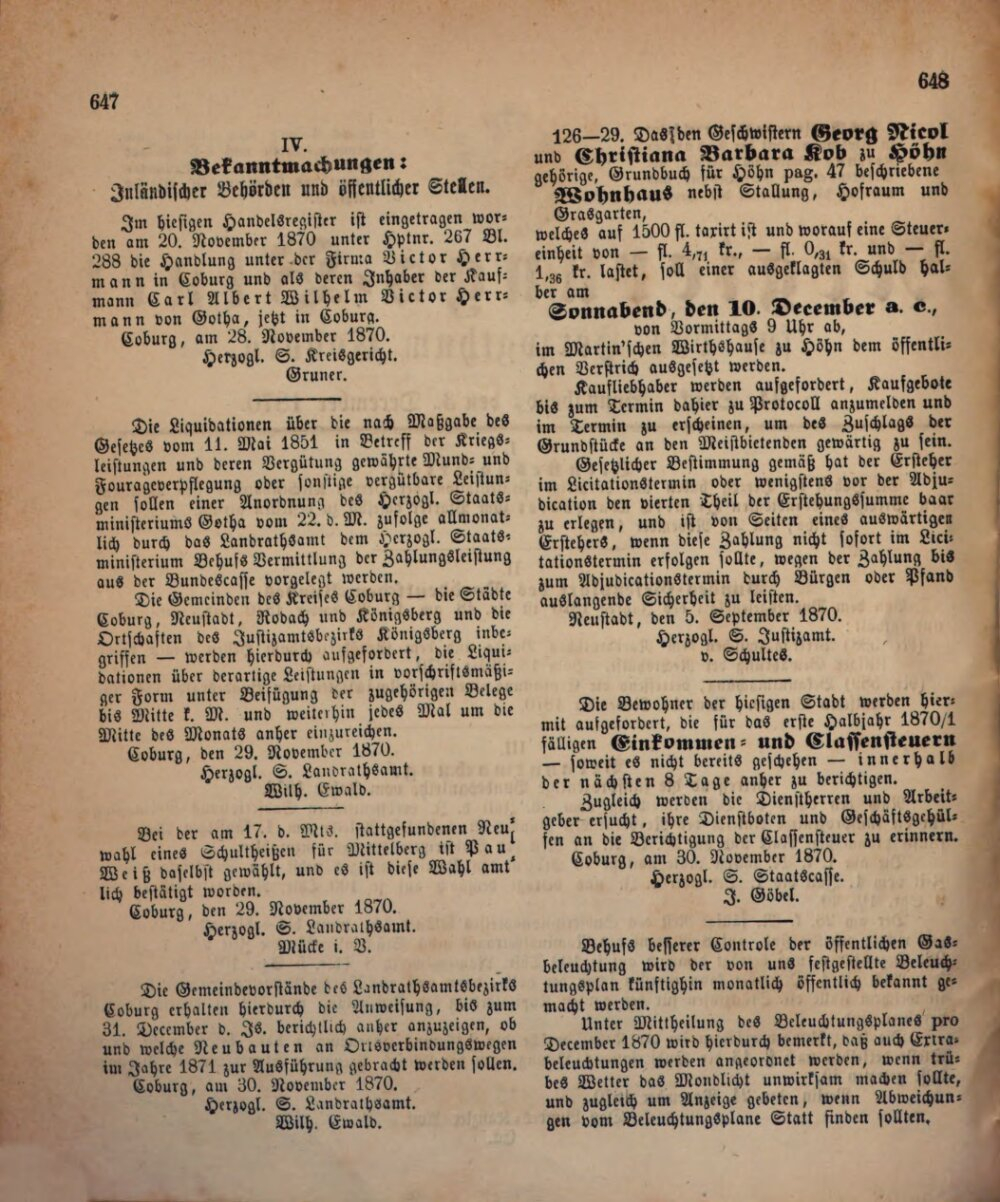 647
IV.
Bekanntmachungen:
Inländischer Behörden und öffentlicher Stellen.
Im hiesigen Handelsregister ist eingetragen wor=
den am 20. November 1870 unter Hptnr. 267 Bl.
288 die Handlung unter der Firma Victor Herr=
mann in Coburg und als deren Inhaber der Kauf=
mann Carl Albert Wilhelm Victor Herr=
mann von Gotha, jetzt in Coburg.
Coburg, am 28. November 1870.
Herzogl. S. Kreisgericht.
Gruner.
Die Liquidationen über die nach Maßgabe des
Gesetzes vom 11. Mai 1851 in Betreff der Kriegs=
leistungen und deren Vergütung gewährte Mund= und
Fourageverpflegung oder sonstige vergütbare Leistun=
gen sollen einer Anordnung des Herzogl. Staats=
ministeriums Gotha vom 22. d. M. zufolge allmonat=
lich durch das Landrathsamt dem Herzogl. Staats=
ministerium Behufs Vermittlung der Zahlungsleistung
aus der Bundescasse vorgelegt werden.
Die Gemeinden des Kreises Coburg — die Städte
Coburg, Neustadt, Rodach und Königsberg und die
Ortschaften des Justizamtsbezirks Königsberg inbe=
griffen — werden hierdurch aufgefordert, die Liqui=
dationen über derartige Leistungen in vorschriftsmäßi=
ger Form unter Beifügung der zugehörigen Belege
bis Mitte k. M. und weiterhin jedes Mal um die
Mitte des Monats anher einzureichen.
Coburg, den 29. November 1870.
Herzogl. S. Landrathsamt.
Wilh. Ewald.
Bei der am 17. d. Mts. stattgefundenen Neu=
wahl eines Schultheißen für Mittelberg ist Paul
Weiß daselbst gewählt, und es ist diese Wahl amt=
lich bestätigt worden.
Coburg, den 29. November 1870.
Herzogl. S. Landrathsamt.
Mücke i. V.
Die Gemeindevorstände des Landrathsamtsbezirks
Coburg erhalten hierdurch die Anweisung, bis zum
31. December d. Js. berichtlich anher anzuzeigen, ob
und welche Neubauten an Ortsverbindungswegen
im Jahre 1871 zur Ausführung gebracht werden sollen.
Coburg, am 30. November 1870.
Herzogl. S. Landrathsamt.
Wilh. Ewald.
648
126—29. Das den Geschwistern Georg Nicol
und Christiana Barbara Kob zu Höhn
gehörige, Grundbuch für Höhn pag. 47 beschriebene
Wohnhaus nebst Stallung, Hofraum und
Grasgarten,
welches auf 1500 fl. taxirt ist und worauf eine Steuer=
einheit von — fl. 4,71 kr., — fl. 0,31 kr. und — fl.
1,36 kr. lastet, soll einer ausgeklagten Schuld hal=
ber am
Sonnabend, den 10. December a. c.,
von Vormittags 9 Uhr ab,
im Martin'schen Wirthshause zu Höhn dem öffentli=
chen Verstrich ausgesetzt werden.
Kaufliebhaber werden aufgefordert, Kaufgebote
bis zum Termin dahier zu Protocoll anzumelden und
im Termin zu erscheinen, um des Zuschlags der
Grundstücke an den Meistbietenden gewärtig zu sein.
Gesetzlicher Bestimmung gemäß hat der Ersteher
im Licitationstermin oder wenigstens vor der Adju=
dication den vierten Theil der Erstehungssumme baar
zu erlegen, und ist von Seiten eines auswärtigen
Erstehers, wenn diese Zahlung nicht sofort im Lici=
tationstermin erfolgen sollte, wegen der Zahlung bis
zum Adjudicationstermin durch Bürgen oder Pfand
auslangende Sicherheit zu leisten.
Neustadt, den 5. September 1870.
Herzogl. S. Justizamt.
v. Schultes.
Die Bewohner der hiesigen Stadt werden hier=
mit aufgefordert, die für das erste Halbjahr 1870/1
fälligen Einkommen= und Classensteuern
— soweit es nicht bereits geschehen — innerhalb
der nächsten 8 Tage anher zu berichtigen.
Zugleich werden die Dienstherren und Arbeit=
geber ersucht, ihre Dienstboten und Geschäftsgehül=
fen an die Berichtigung der Classensteuer zu erinnern.
Coburg, am 30. November 1870.
Herzogl. S. Staatscasse.
J. Göbel.
Behufs besserer Controle der öffentlichen Gas=
beleuchtung wird der von uns festgestellte Beleuch=
tungsplan künftighin monatlich öffentlich bekannt ge=
macht werden.
Unter Mittheilung des Beleuchtungsplanes pro
December 1870 wird hierdurch bemerkt, daß auch Extra=
beleuchtungen werden angeordnet werden, wenn trü=
bes Wetter das Mondlicht unwirksam machen sollte,
und zugleich um Anzeige gebeten, wenn Abweichun=
gen vom Beleuchtungsplane Statt finden sollten.